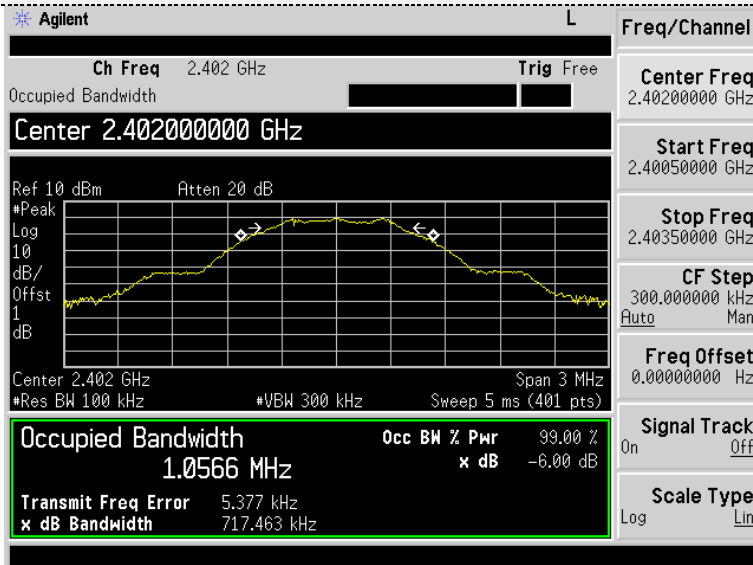 Agilent
L
Ch Freq 2.402 GHz
Trig Free
Occupied Bandwidth
Center 2.402000000 GHz
Ref 10 dBm
Atten 20 dB
#Peak
Log
10
dB/
Offst
1
dB
Center 2.402 GHz
Span 3 MHz
#Res BW 100 kHz
#VBW 300 kHz
Sweep 5 ms (401 pts)
Occupied Bandwidth
1.0566 MHz
Occ BW % Pwr 99.00 %
x dB -6.00 dB
Transmit Freq Error 5.377 kHz
x dB Bandwidth 717.463 kHz
Freq/Channel
Center Freq
2.40200000 GHz
Start Freq
2.40050000 GHz
Stop Freq
2.40350000 GHz
CF Step
300.000000 kHz
Auto Man
Freq Offset
0.00000000 Hz
Signal Track
On Off
Scale Type
Log Lin